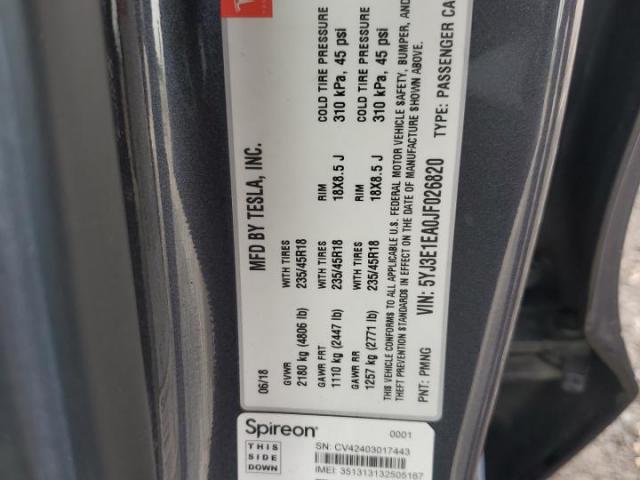 MFD BY TESLA, INC.
06/18
GVWR WITH TIRES RIM COLD TIRE PRESSURE
2180 kg (4806 lb) 235/45R18 18X8.5 J 310 kPa, 45 psi
GAWR FRT WITH TIRES RIM COLD TIRE PRESSURE
1110 kg (2447 lb) 235/45R18 18X8.5 J 310 kPa, 45 psi
GAWR RR WITH TIRES
1257 kg (2771 lb) 235/45R18
THIS VEHICLE CONFORMS TO ALL APPLICABLE U.S. FEDERAL MOTOR VEHICLE SAFETY, BUMPER, AND
THEFT PREVENTION STANDARDS IN EFFECT ON THE DATE OF MANUFACTURE SHOWN ABOVE.
PNT: PMNG VIN: 5YJ3E1EA0JF026820 TYPE: PASSENGER CA
Spireon 0001
THIS
SIDE
DOWN
SN: CV42403017443
IMEI: 351313132505167